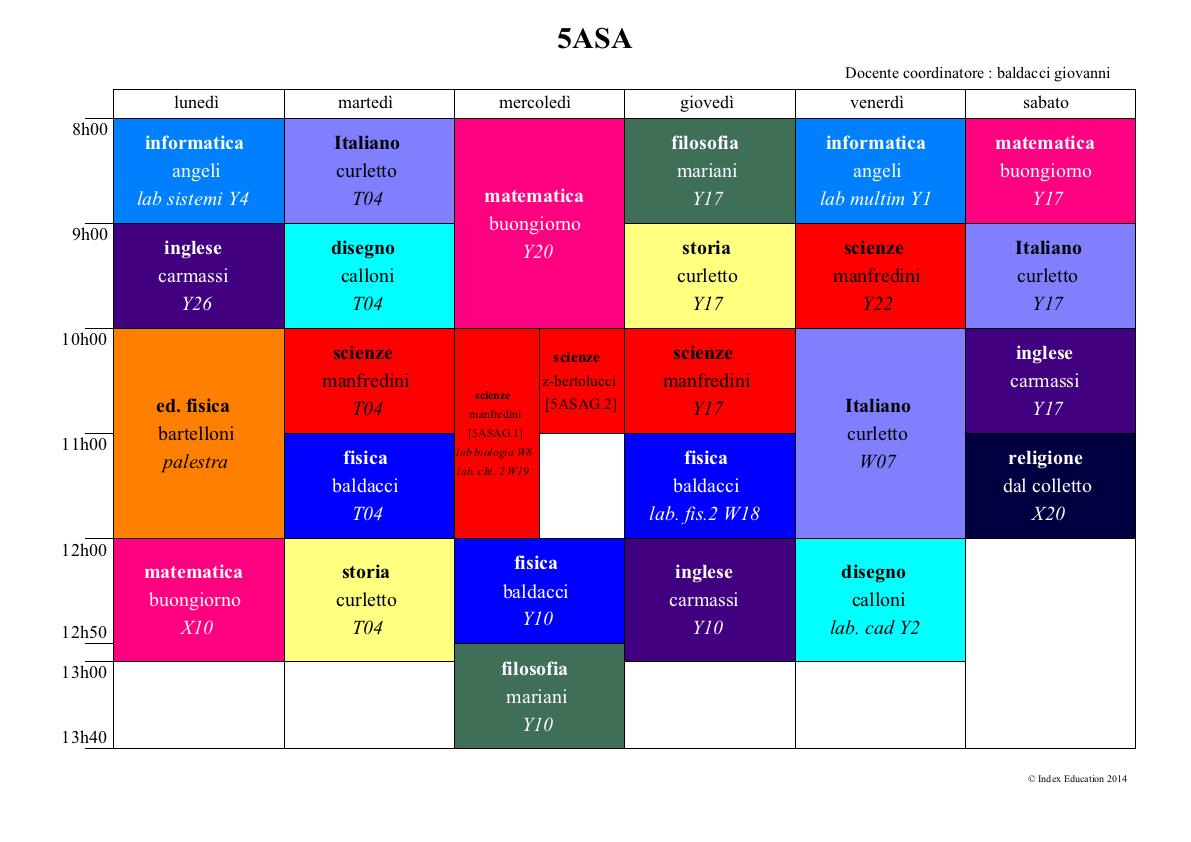 5ASA
Docente coordinatore : baldacci giovanni
lunedì martedì mercoledì giovedì venerdì sabato
8h00
informatica
angeli
lab sistemi Y4
Italiano
curletto
T04
matematica
buongiorno
Y20
filosofia
mariani
Y17
informatica
angeli
lab multim Y1
matematica
buongiorno
Y17
9h00
inglese
carmassi
Y26
disegno
calloni
T04
storia
curletto
Y17
scienze
manfredini
Y22
Italiano
curletto
Y17
10h00
ed. fisica
bartelloni
palestra
scienze
manfredini
T04
scienze
manfredini
[5ASAG.1]
lab biologia W8
lab. chi. 2 W19
scienze
z-bertolucci
[5ASAG.2]
scienze
manfredini
Y17
Italiano
curletto
W07
inglese
carmassi
Y17
11h00
fisica
baldacci
T04
fisica
baldacci
lab. fis.2 W18
religione
dal colletto
X20
12h00
matematica
buongiorno
X10
storia
curletto
T04
fisica
baldacci
Y10
inglese
carmassi
Y10
disegno
calloni
lab. cad Y2
12h50
13h00
filosofia
mariani
Y10
13h40
© Index Education 2014